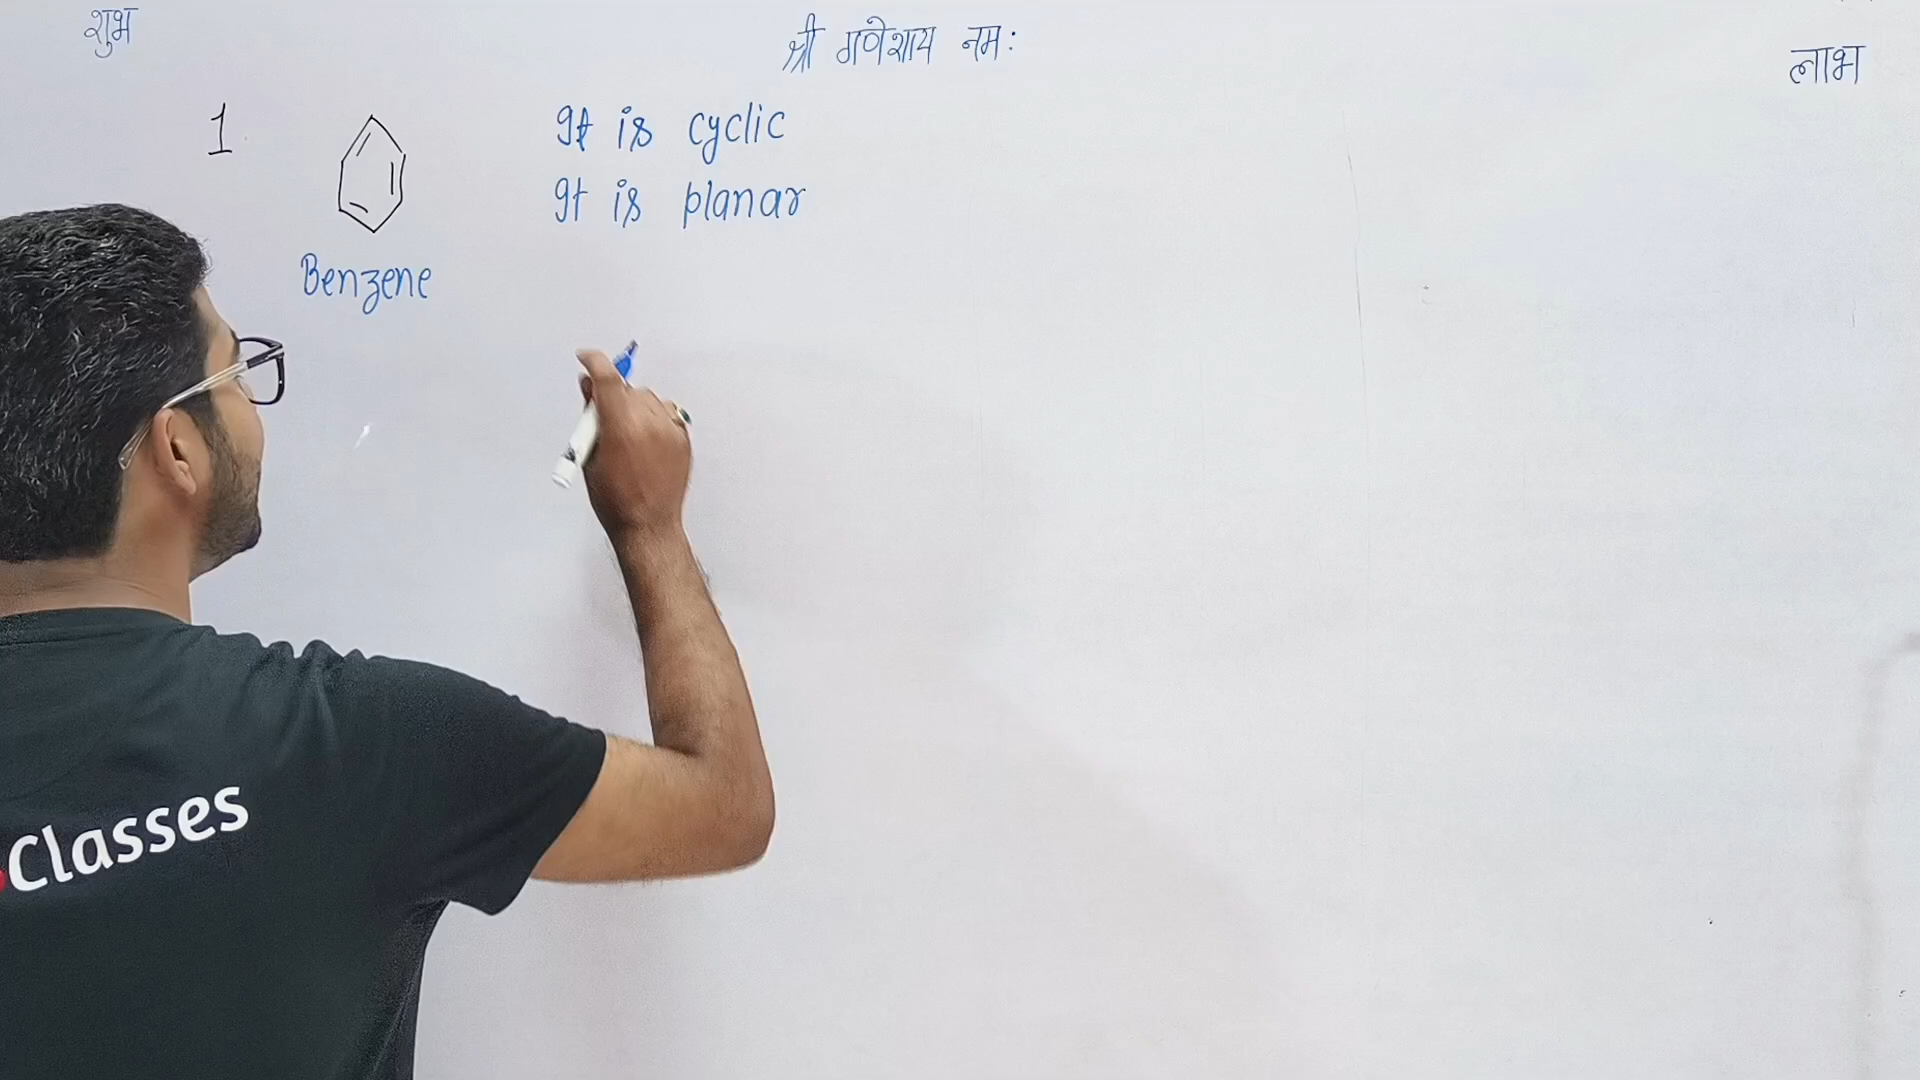 शुभ
श्री गणेशाय नमः
लाभ
1
It is cyclic
It is planar
Benzene
Classes